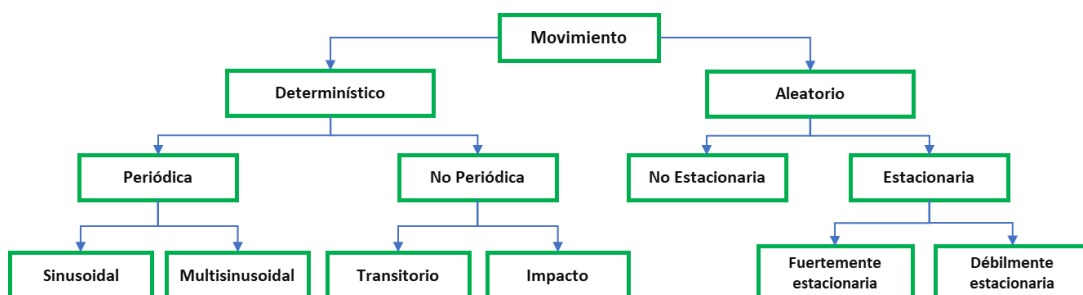 Movimiento
Determinístico
Aleatorio
Periódica
No Periódica
No Estacionaria
Estacionaria
Sinusoidal
Multisinusoidal
Transitorio
Impacto
Fuertemente
estacionaria
Débilmente
estacionaria